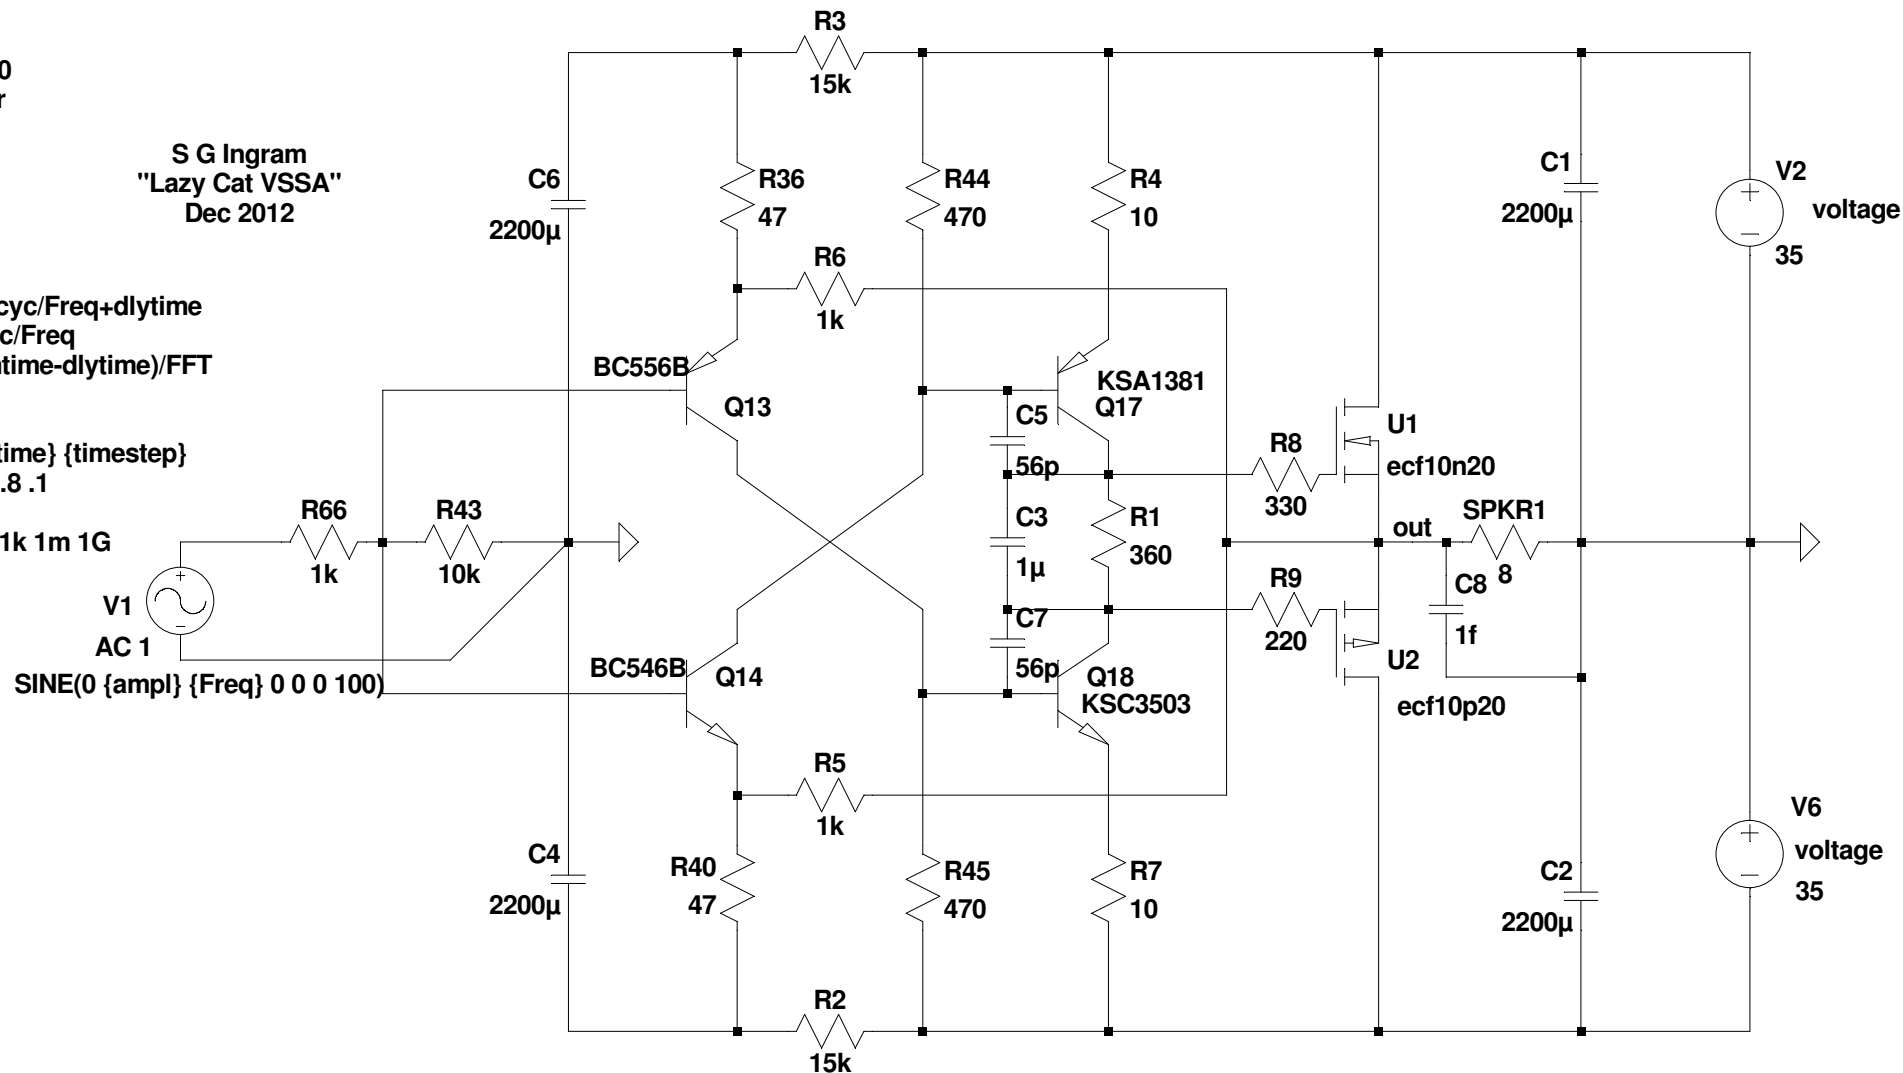 0
r
S G Ingram
"Lazy Cat VSSA"
Dec 2012
cyc/Freq+dlytime
c/Freq
ntime-dlytime)/FFT
time} {timestep}
.8 .1
1k 1m 1G
R3
15k
C6
2200µ
R36
47
R44
470
R4
10
C1
2200µ
V2
voltage
35
R6
1k
BC556B
Q13
KSA1381
Q17
C5
56p
U1
ecf10n20
R8
330
R66
1k
R43
10k
C3
1µ
R1
360
out
SPKR1
8
V1
AC 1
SINE(0 {ampl} {Freq} 0 0 0 100)
R9
220
C8
1f
C7
56p
BC546B
Q14
Q18
KSC3503
U2
ecf10p20
R5
1k
C4
2200µ
R40
47
R45
470
R7
10
C2
2200µ
V6
voltage
35
R2
15k